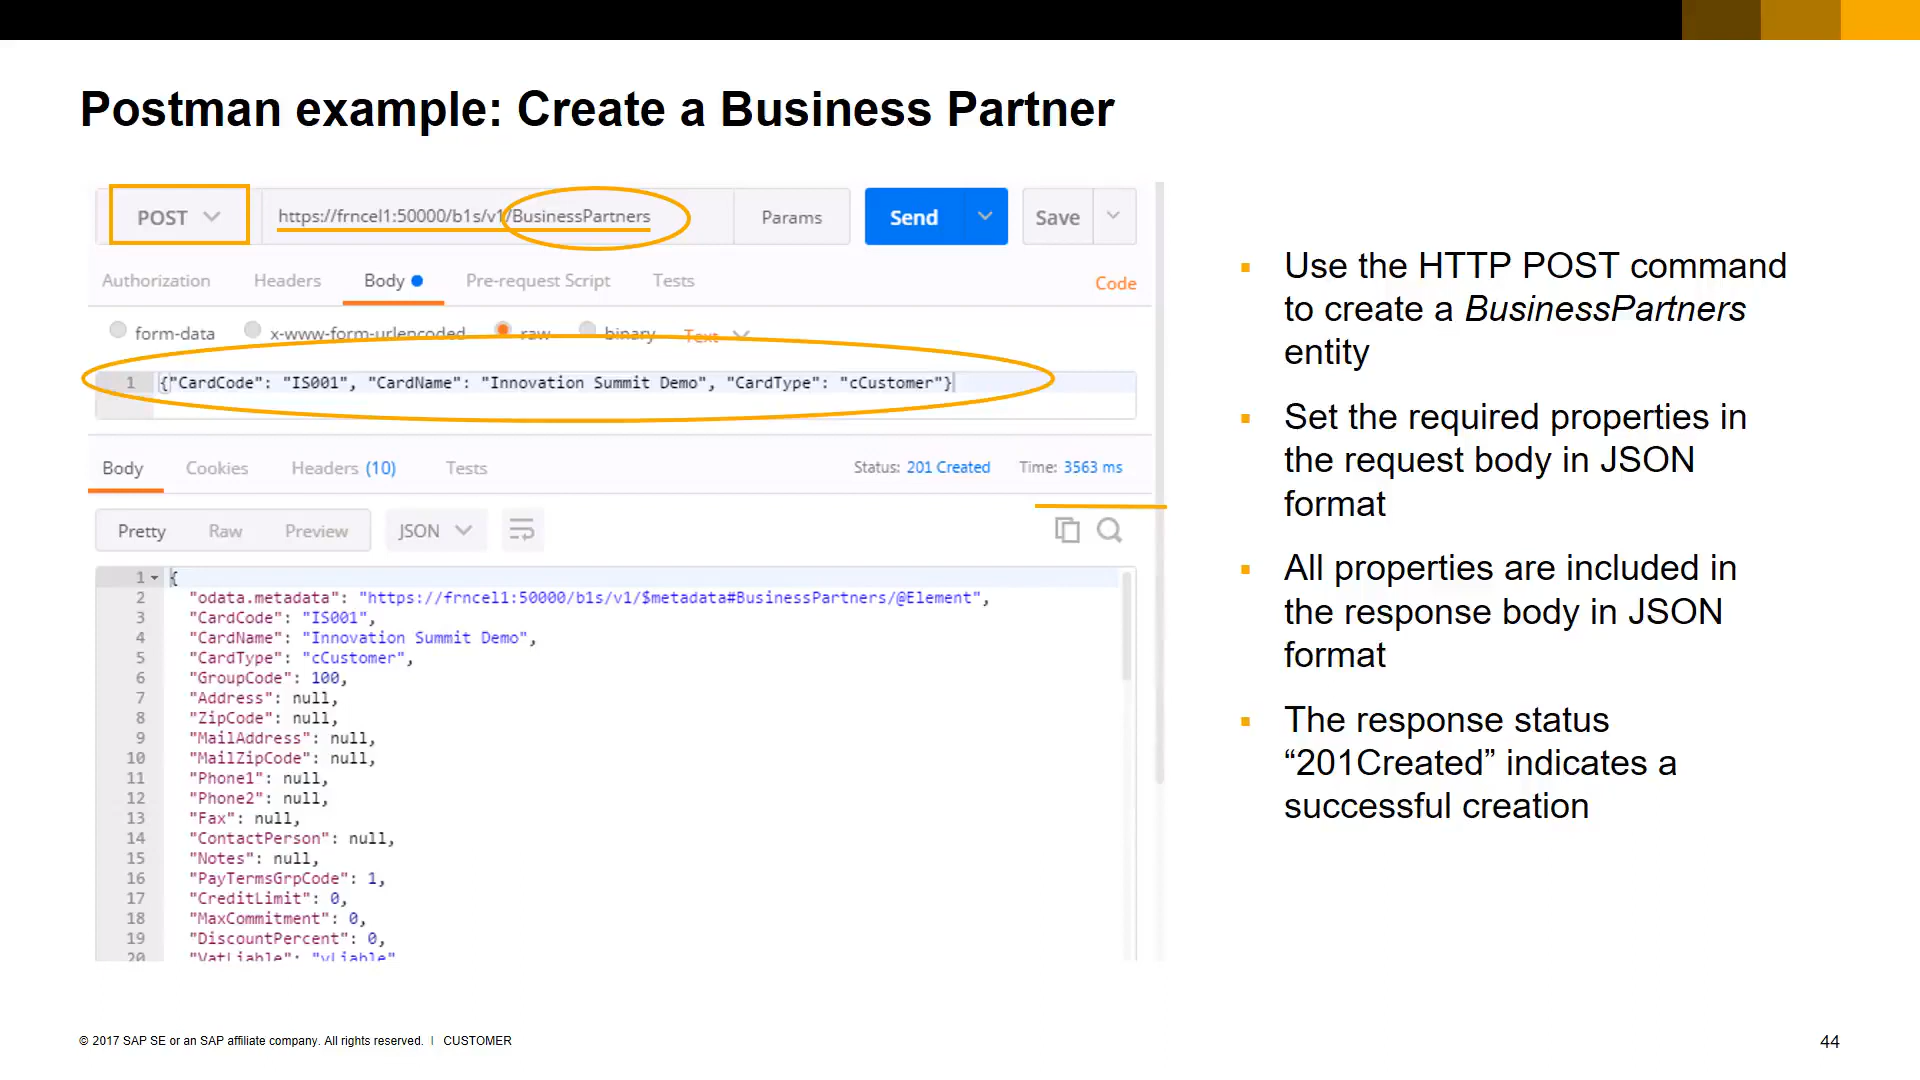 Postman example: Create a Business Partner
POST
https://frncel1:50000/b1s/v1/BusinessPartners
Params
Send
Save
Authorization
Headers
Body
Pre-request Script
Tests
Code
form-data
x-www-form-urlencoded
raw
binary
Text
1 {"CardCode": "IS001", "CardName": "Innovation Summit Demo", "CardType": "cCustomer"}
Body
Cookies
Headers (10)
Tests
Status: 201 Created
Time: 3563 ms
Pretty
Raw
Preview
JSON
1 {
2 "odata.metadata": "https://frncel1:50000/b1s/v1/$metadata#BusinessPartners/@Element",
3 "CardCode": "IS001",
4 "CardName": "Innovation Summit Demo",
5 "CardType": "cCustomer",
6 "GroupCode": 100,
7 "Address": null,
8 "ZipCode": null,
9 "MailAddress": null,
10 "MailZipCode": null,
11 "Phone1": null,
12 "Phone2": null,
13 "Fax": null,
14 "ContactPerson": null,
15 "Notes": null,
16 "PayTermsGrpCode": 1,
17 "CreditLimit": 0,
18 "MaxCommitment": 0,
19 "DiscountPercent": 0,
20 "VatLiable": "vLiable"
▪ Use the HTTP POST command
to create a BusinessPartners
entity
▪ Set the required properties in
the request body in JSON
format
▪ All properties are included in
the response body in JSON
format
▪ The response status
“201Created” indicates a
successful creation
© 2017 SAP SE or an SAP affiliate company. All rights reserved. | CUSTOMER
44